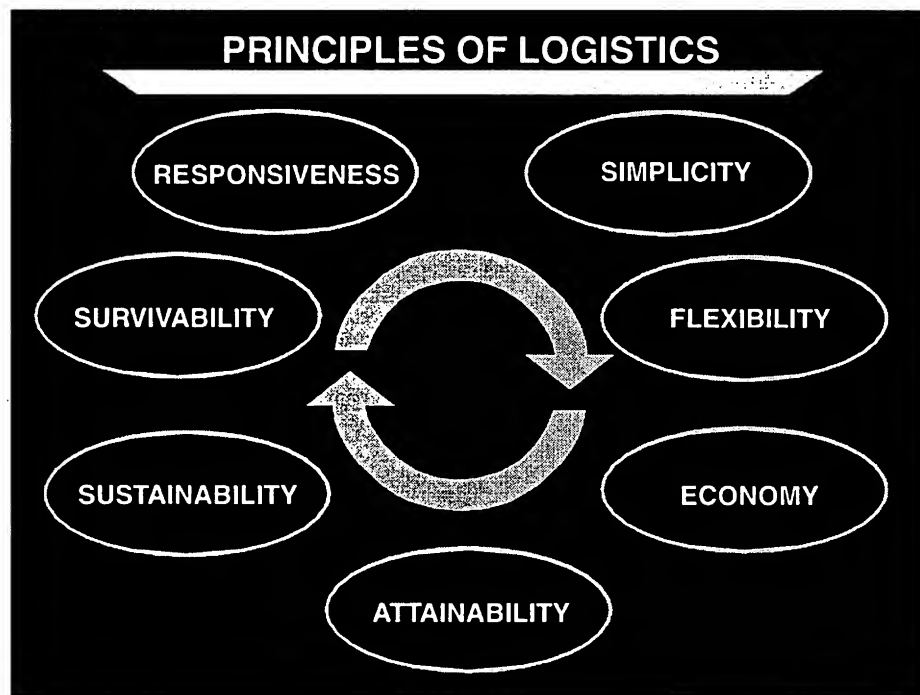 PRINCIPLES OF LOGISTICS
RESPONSIVENESS
SIMPLICITY
SURVIVABILITY
FLEXIBILITY
SUSTAINABILITY
ECONOMY
ATTAINABILITY